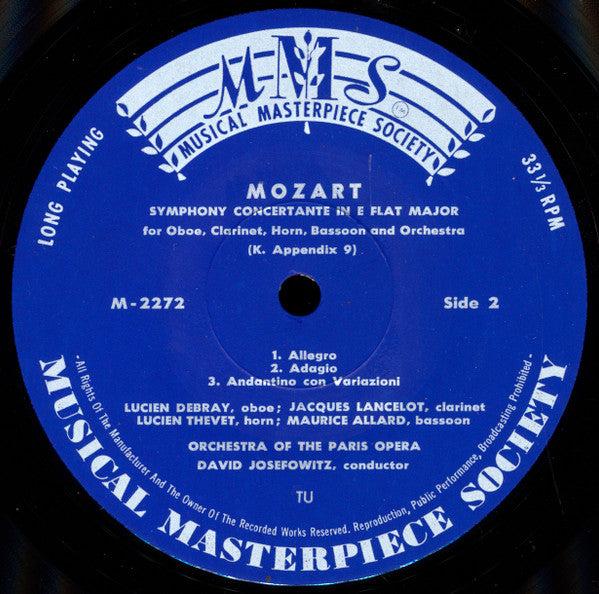 MMS
MUSICAL MASTERPIECE SOCIETY
LONG PLAYING
33 1/3 RPM
MOZART
SYMPHONY CONCERTANTE IN E FLAT MAJOR
for Oboe, Clarinet, Horn, Bassoon and Orchestra
(K. Appendix 9)
M-2272
Side 2
1. Allegro
2. Adagio
3. Andantino con Variazioni
LUCIEN DEBRAY, oboe; JACQUES LANCELOT, clarinet
LUCIEN THEVET, horn; MAURICE ALLARD, bassoon
ORCHESTRA OF THE PARIS OPERA
DAVID JOSEFOWITZ, conductor
TU
- All Rights Of The Manufacturer And The Owner Of The Recorded Works Reserved. Reproduction, Public Performance, Broadcasting Prohibited -
MUSICAL MASTERPIECE SOCIETY